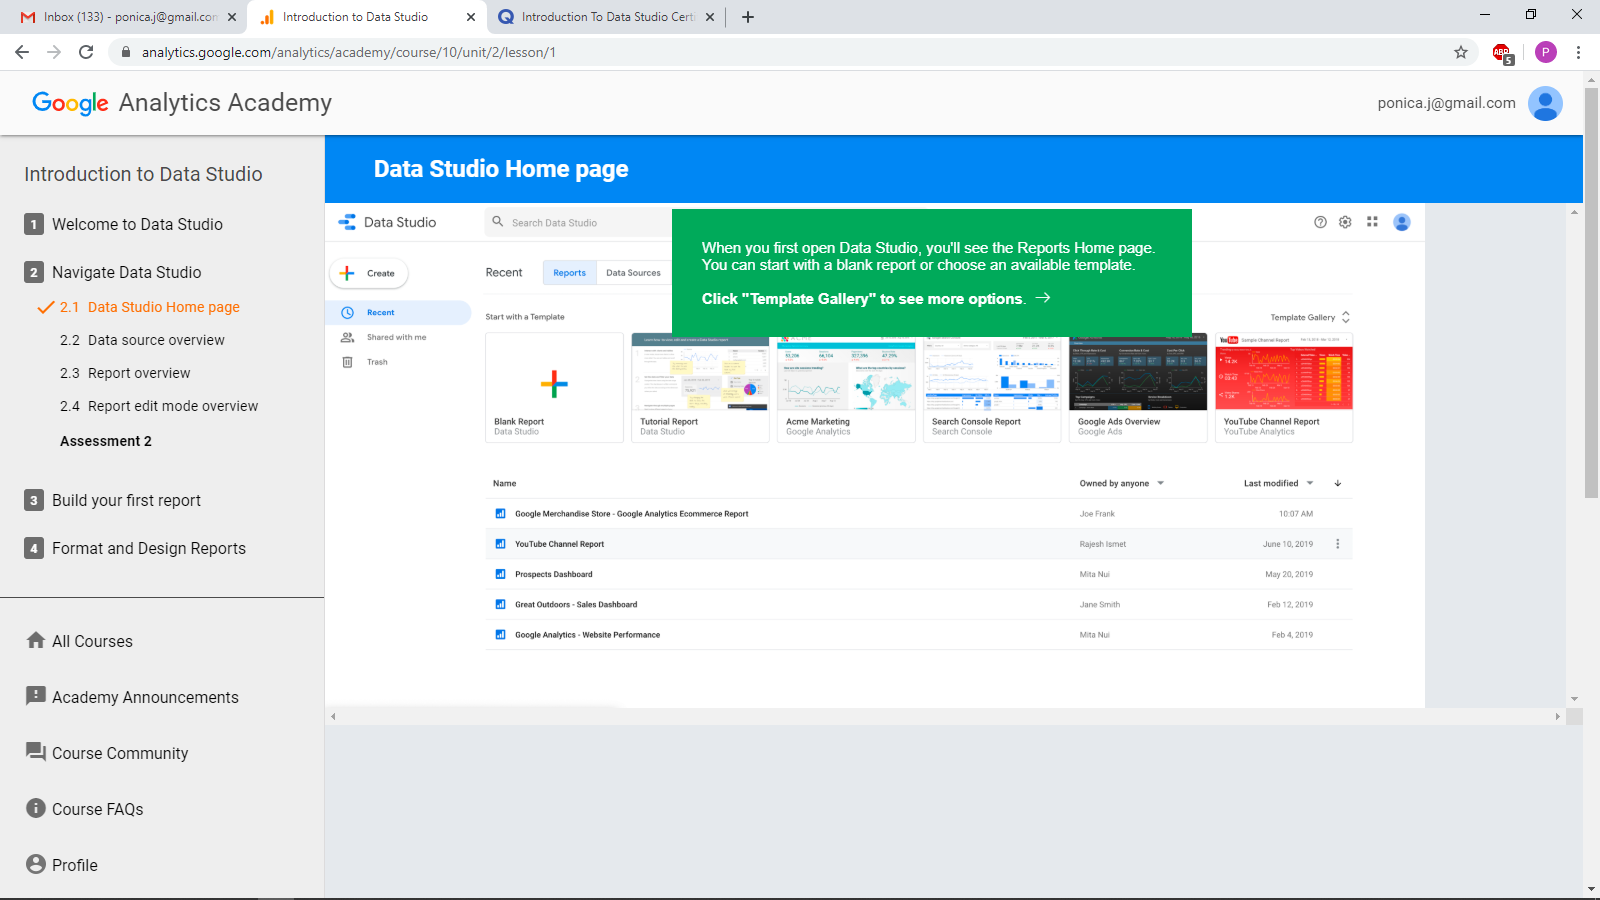 Inbox (133) - ponica.j@gmail.com
Introduction to Data Studio
Introduction To Data Studio Certi
analytics.google.com/analytics/academy/course/10/unit/2/lesson/1
ABP
5
P
Google Analytics Academy
ponica.j@gmail.com
Introduction to Data Studio
1 Welcome to Data Studio
2 Navigate Data Studio
2.1 Data Studio Home page
2.2 Data source overview
2.3 Report overview
2.4 Report edit mode overview
Assessment 2
3 Build your first report
4 Format and Design Reports
All Courses
Academy Announcements
Course Community
Course FAQs
Profile
Data Studio Home page
Data Studio
Search Data Studio
When you first open Data Studio, you'll see the Reports Home page.
You can start with a blank report or choose an available template.
Click "Template Gallery" to see more options. →
Create
Recent
Shared with me
Trash
Recent Reports Data Sources
Start with a Template
Template Gallery
Blank Report
Data Studio
Tutorial Report
Data Studio
Acme Marketing
Google Analytics
Search Console Report
Search Console
Google Ads Overview
Google Ads
YouTube Sample Channel Report
YouTube Channel Report
YouTube Analytics
Name Owned by anyone Last modified
Google Merchandise Store - Google Analytics Ecommerce Report Joe Frank 10:07 AM
YouTube Channel Report Rajesh Ismet June 10, 2019
Prospects Dashboard Mita Nui May 20, 2019
Great Outdoors - Sales Dashboard Jane Smith Feb 12, 2019
Google Analytics - Website Performance Mita Nui Feb 4, 2019